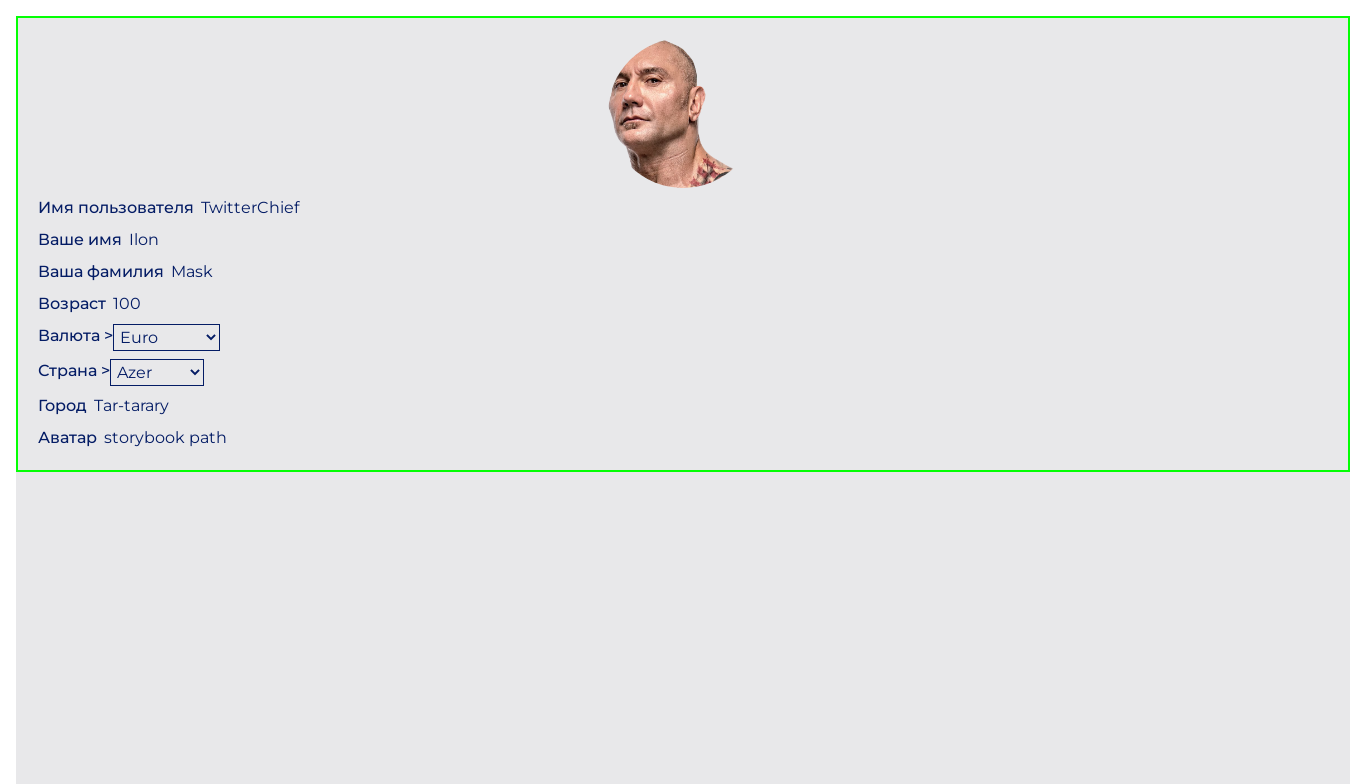 Имя пользователя TwitterChief
Ваше имя Ilon
Ваша фамилия Mask
Возраст 100
Валюта > Euro
Страна > Azer
Город Tar-tarary
Аватар storybook path